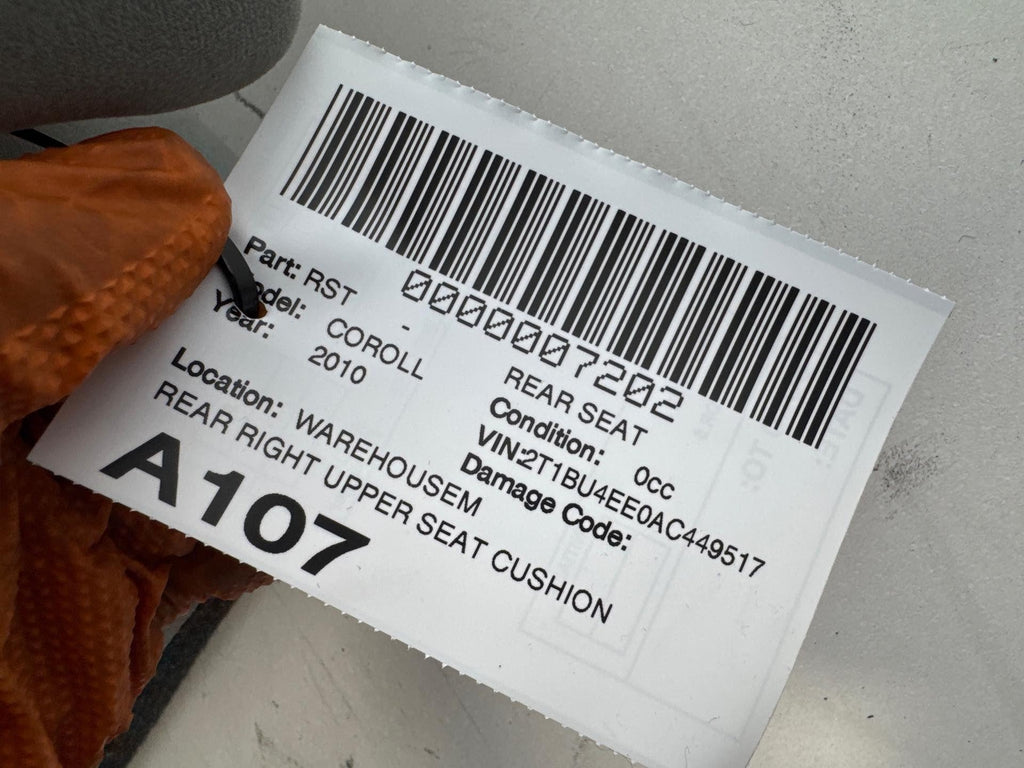 0000007202
Part: RST - REAR SEAT
odel: COROLL Condition: 0cc
Year: 2010 VIN:2T1BU4EE0AC449517
Location: WAREHOUSEM Damage Code:
REAR RIGHT UPPER SEAT CUSHION
A107